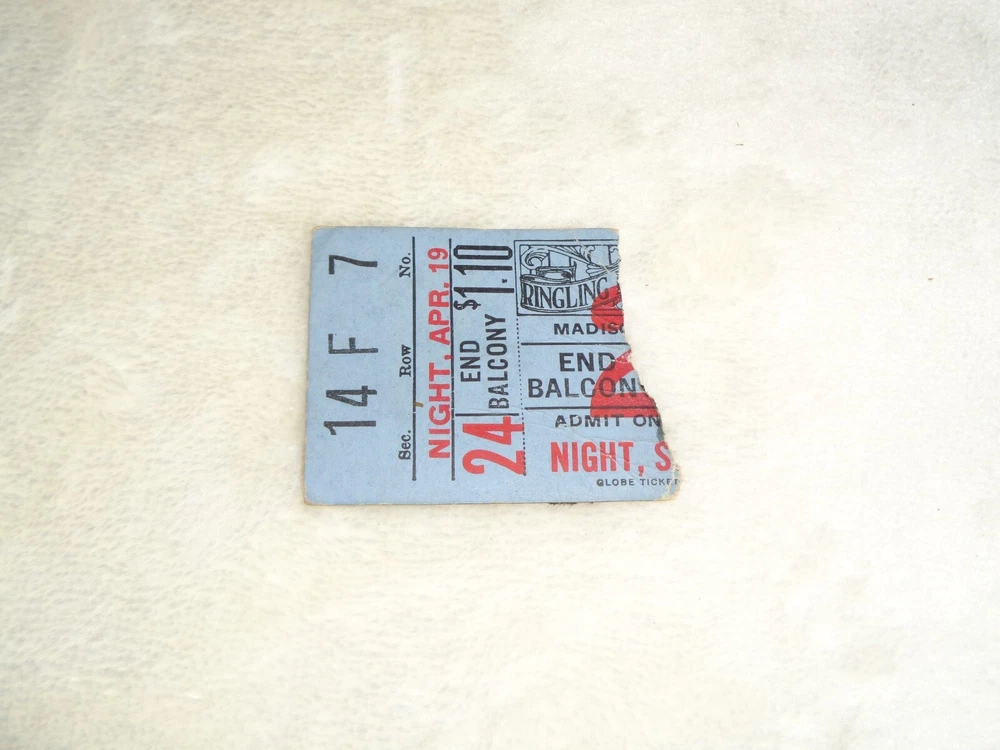 Sec. Row No.
14 F 7
NIGHT, APR. 19
24
END
BALCONY
$1.10
RINGLING
MADIS
END
BALCON
ADMIT ON
NIGHT, S
GLOBE TICKE